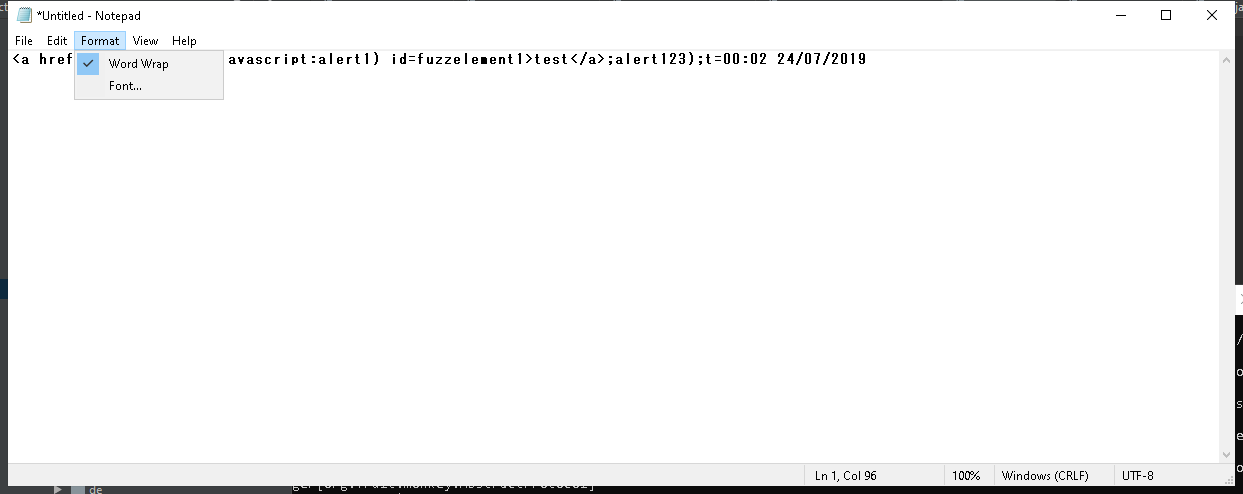 *Untitled - Notepad
File Edit Format View Help
<a href avascript:alert1) id=fuzzelement1>test</a>;alert123);t=00:02 24/07/2019
Word Wrap
Font...
Ln 1, Col 96 100% Windows (CRLF) UTF-8
de